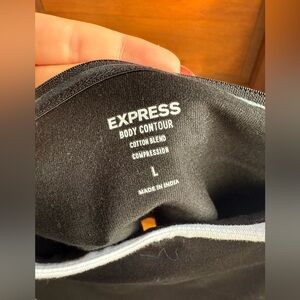 EXPRESS
BODY CONTOUR
COTTON BLEND
COMPRESSION
L
MADE IN INDIA